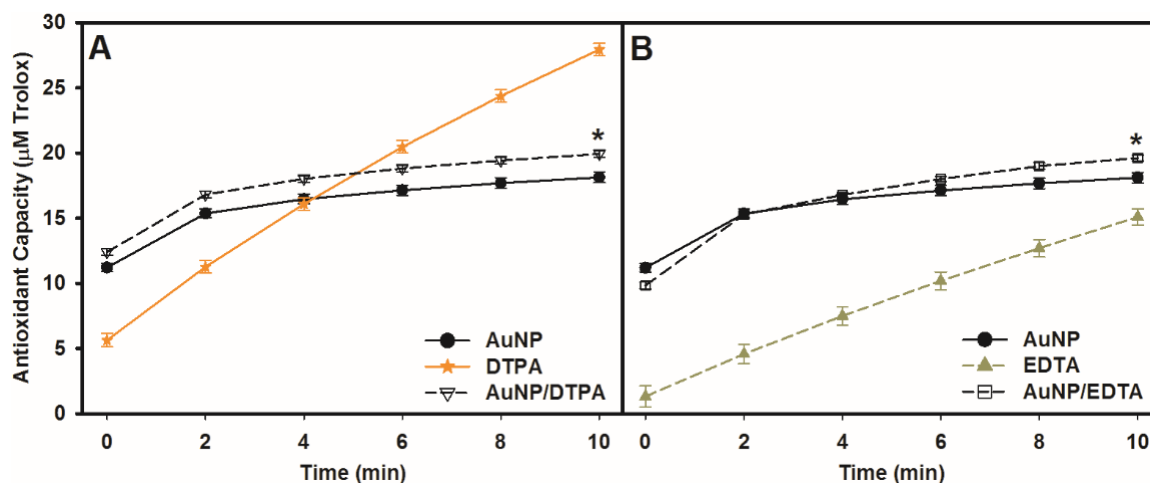 A
B
Antioxidant Capacity (µM Trolox)
30
25
20
15
10
5
0
*
*
AuNP
DTPA
AuNP/DTPA
AuNP
EDTA
AuNP/EDTA
0 2 4 6 8 10
0 2 4 6 8 10
Time (min)
Time (min)